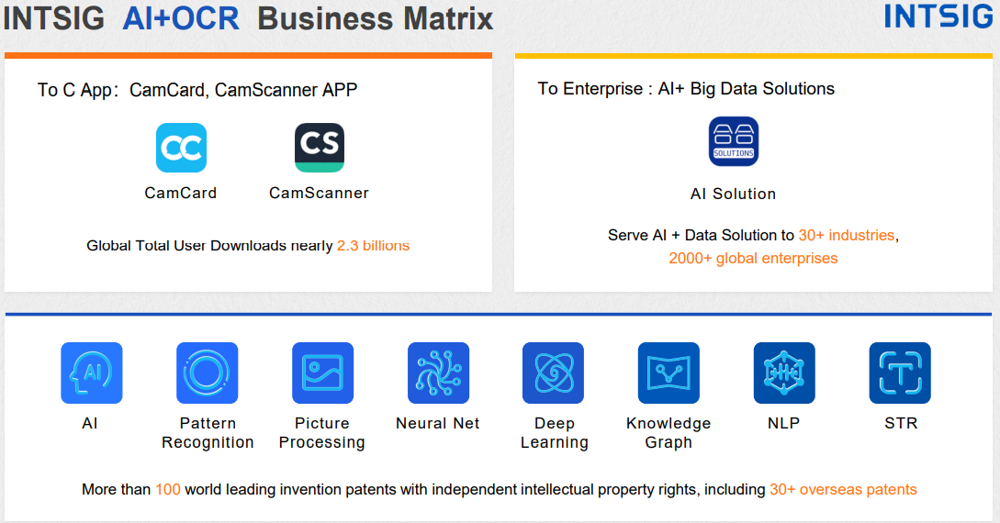 INTSIG AI+OCR Business Matrix
INTSIG
To C App：CamCard, CamScanner APP
CC
CS
CamCard
CamScanner
Global Total User Downloads nearly 2.3 billions
To Enterprise : AI+ Big Data Solutions
SOLUTIONS
AI Solution
Serve AI + Data Solution to 30+ industries,
2000+ global enterprises
AI
T
AI
Pattern
Recognition
Picture
Processing
Neural Net
Deep
Learning
Knowledge
Graph
NLP
STR
More than 100 world leading invention patents with independent intellectual property rights, including 30+ overseas patents